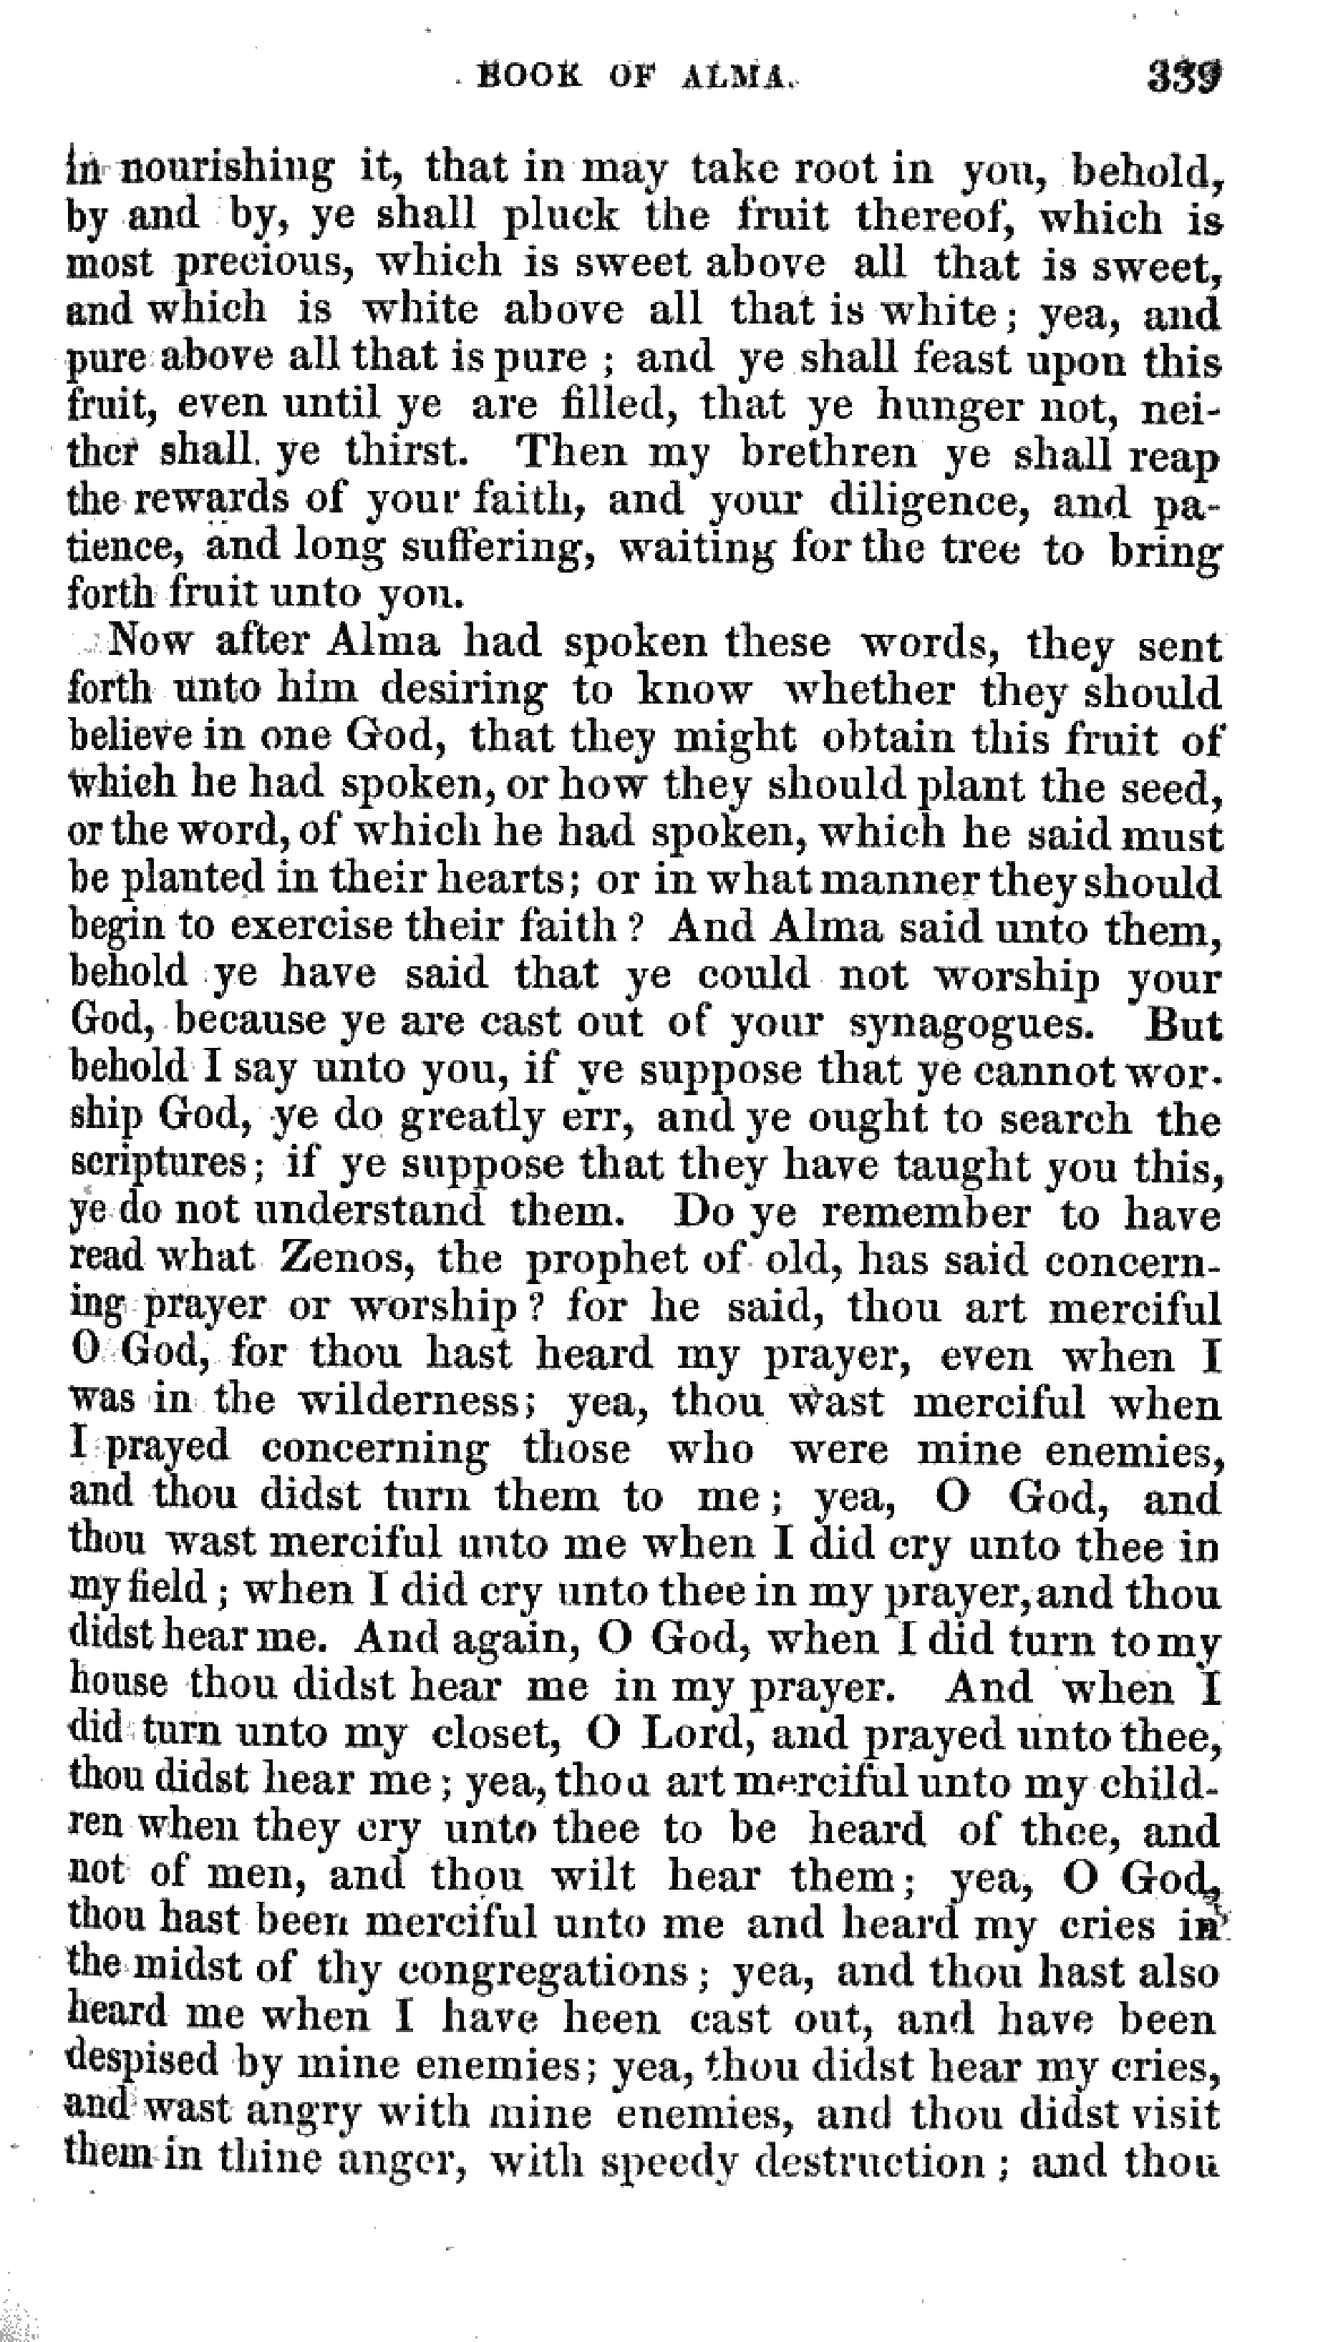 BOOK OF ALMA. 339
in nourishing it, that in may take root in you, behold,
by and by, ye shall pluck the fruit thereof, which is
most precious, which is sweet above all that is sweet,
and which is white above all that is white; yea, and
pure above all that is pure ; and ye shall feast upon this
fruit, even until ye are filled, that ye hunger not, nei-
ther shall ye thirst. Then my brethren ye shall reap
the rewards of your faith, and your diligence, and pa-
tience, and long suffering, waiting for the tree to bring
forth fruit unto you.
Now after Alma had spoken these words, they sent
forth unto him desiring to know whether they should
believe in one God, that they might obtain this fruit of
which he had spoken, or how they should plant the seed,
or the word, of which he had spoken, which he said must
be planted in their hearts; or in what manner they should
begin to exercise their faith ? And Alma said unto them,
behold ye have said that ye could not worship your
God, because ye are cast out of your synagogues. But
behold I say unto you, if ye suppose that ye cannot wor-
ship God, ye do greatly err, and ye ought to search the
scriptures; if ye suppose that they have taught you this,
ye do not understand them. Do ye remember to have
read what Zenos, the prophet of old, has said concern-
ing prayer or worship ? for he said, thou art merciful
O God, for thou hast heard my prayer, even when I
was in the wilderness; yea, thou wast merciful when
I prayed concerning those who were mine enemies,
and thou didst turn them to me; yea, O God, and
thou wast merciful unto me when I did cry unto thee in
my field ; when I did cry unto thee in my prayer, and thou
didst hear me. And again, O God, when I did turn to my
house thou didst hear me in my prayer. And when I
did turn unto my closet, O Lord, and prayed unto thee,
thou didst hear me ; yea, thou art merciful unto my child-
ren when they cry unto thee to be heard of thee, and
not of men, and thou wilt hear them; yea, O God,
thou hast been merciful unto me and heard my cries in
the midst of thy congregations ; yea, and thou hast also
heard me when I have heen cast out, and have been
despised by mine enemies; yea, thou didst hear my cries,
and wast angry with mine enemies, and thou didst visit
them in thine anger, with speedy destruction ; and thou